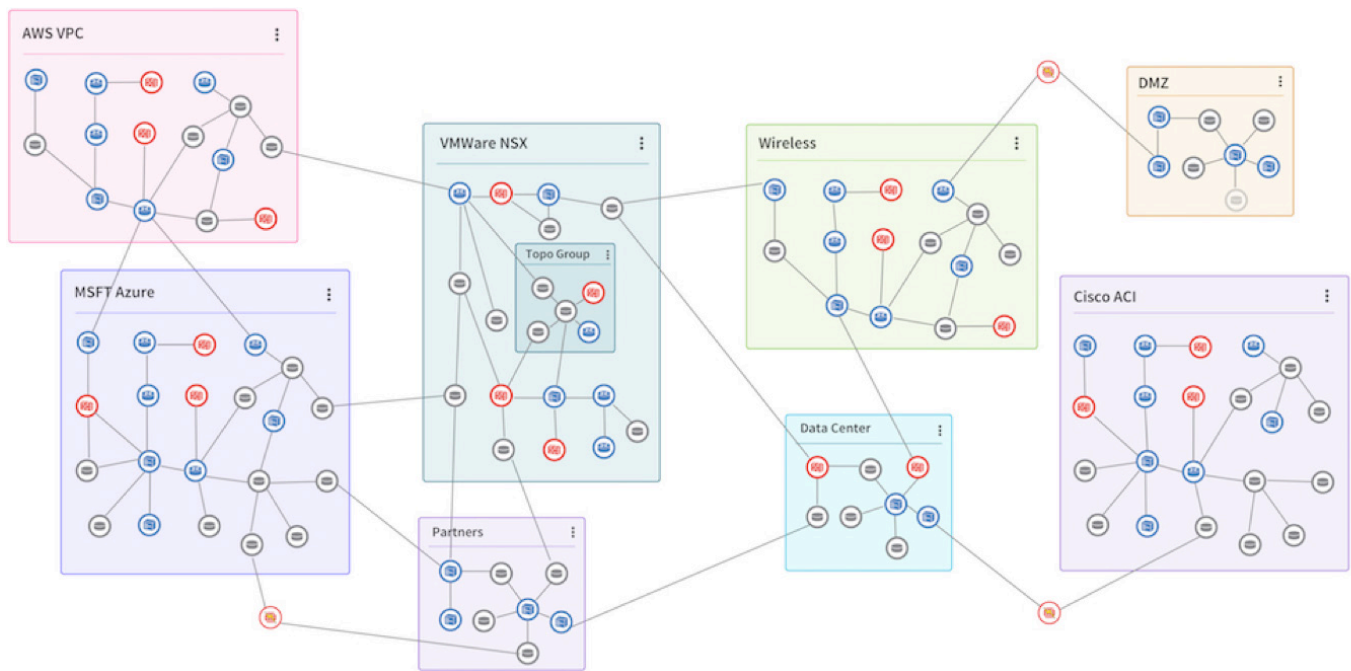 AWS VPC
VMWare NSX
Wireless
DMZ
Topo Group
MSFT Azure
Cisco ACI
Data Center
Partners